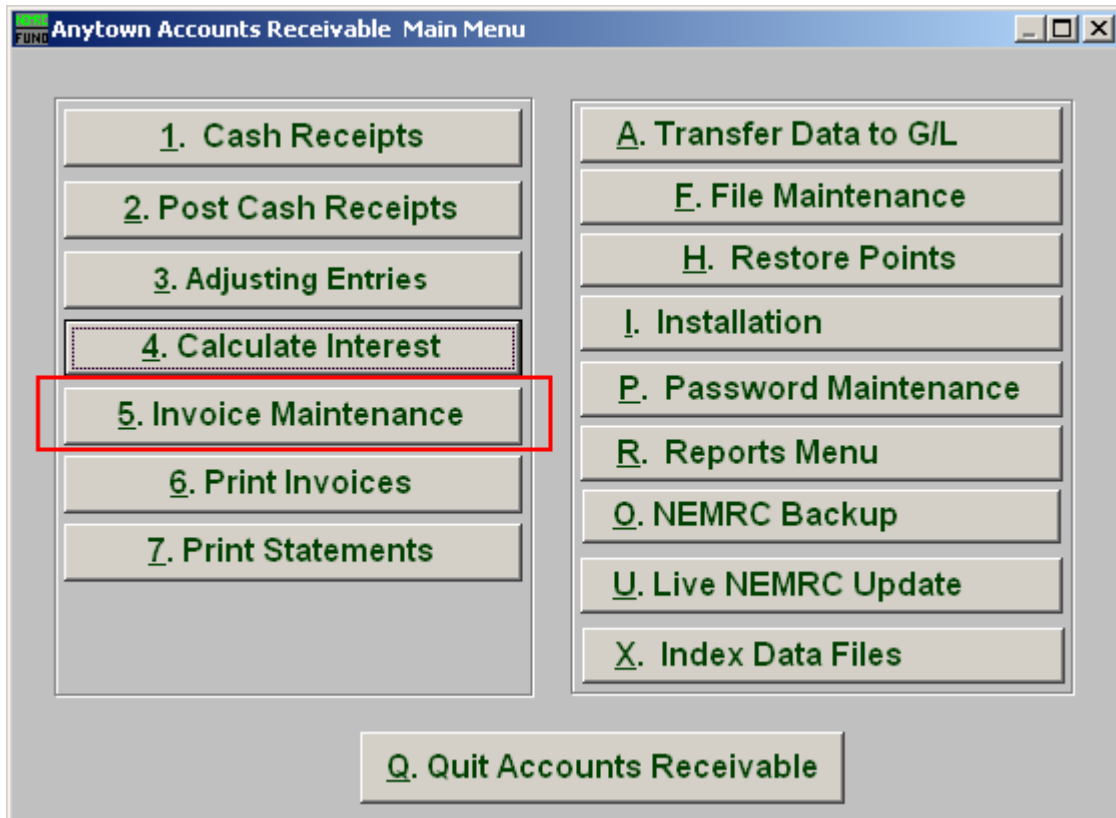 NEMRC
FUND
Anytown Accounts Receivable Main Menu
1. Cash Receipts
2. Post Cash Receipts
3. Adjusting Entries
4. Calculate Interest
5. Invoice Maintenance
6. Print Invoices
7. Print Statements
A. Transfer Data to G/L
F. File Maintenance
H. Restore Points
I. Installation
P. Password Maintenance
R. Reports Menu
O. NEMRC Backup
U. Live NEMRC Update
X. Index Data Files
Q. Quit Accounts Receivable